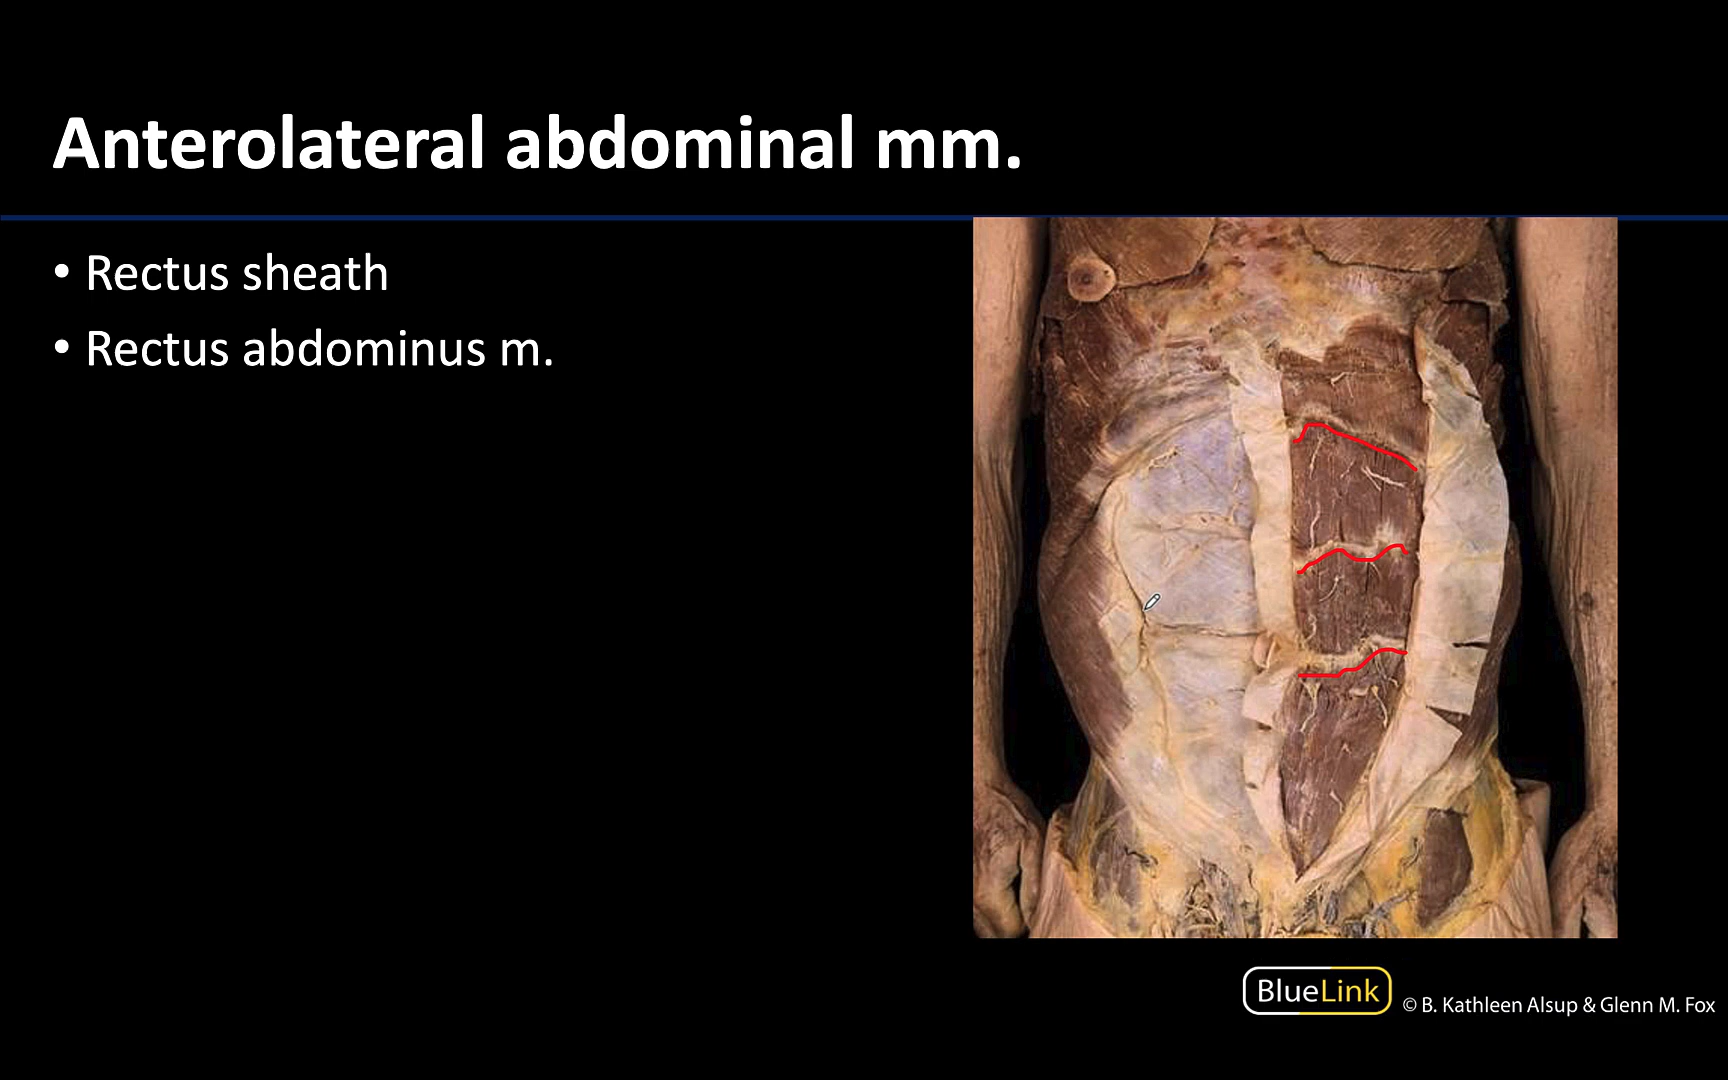 Anterolateral abdominal mm.
• Rectus sheath
• Rectus abdominus m.
BlueLink © B. Kathleen Alsup & Glenn M. Fox